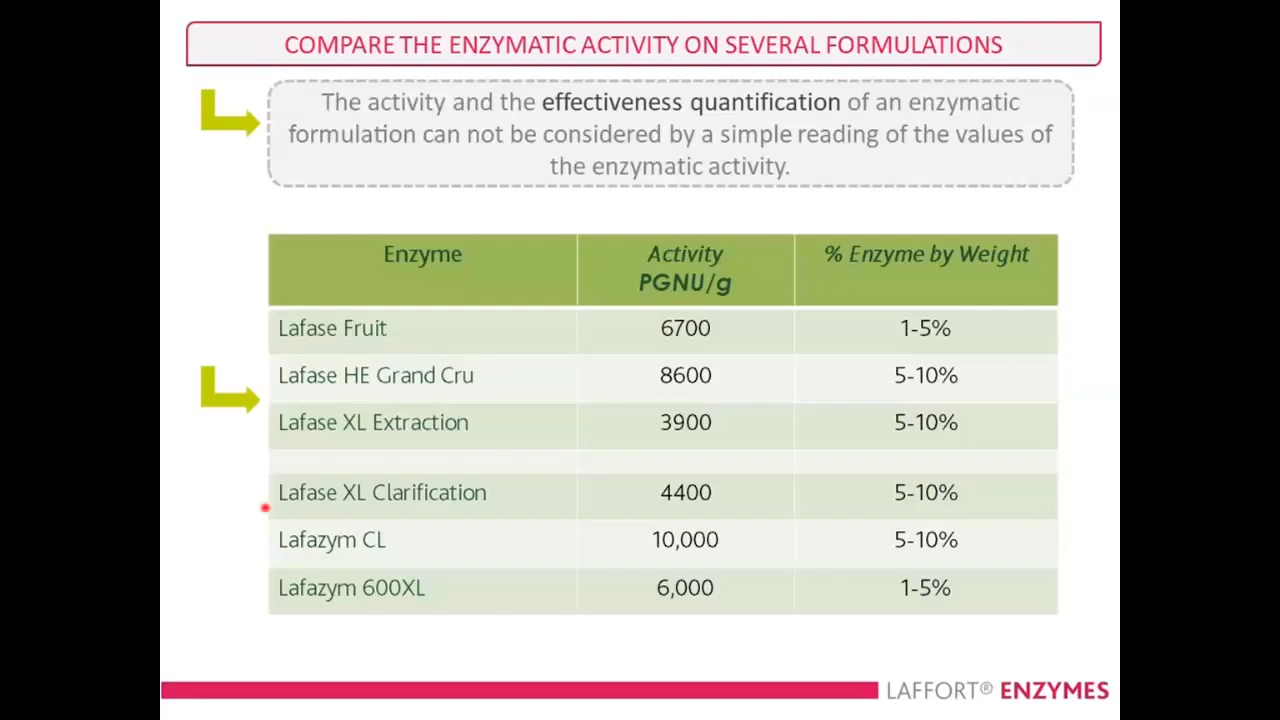 COMPARE THE ENZYMATIC ACTIVITY ON SEVERAL FORMULATIONS
The activity and the effectiveness quantification of an enzymatic
formulation can not be considered by a simple reading of the values of
the enzymatic activity.
Enzyme Activity % Enzyme by Weight
PGNU/g
Lafase Fruit 6700 1-5%
Lafase HE Grand Cru 8600 5-10%
Lafase XL Extraction 3900 5-10%
Lafase XL Clarification 4400 5-10%
Lafazym CL 10,000 5-10%
Lafazym 600XL 6,000 1-5%
LAFFORT® ENZYMES